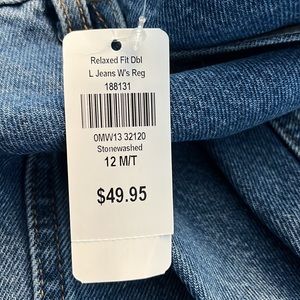 Relaxed Fit Dbl
L Jeans W's Reg
188131
0MW13 32120
Stonewashed
12 M/T
$49.95